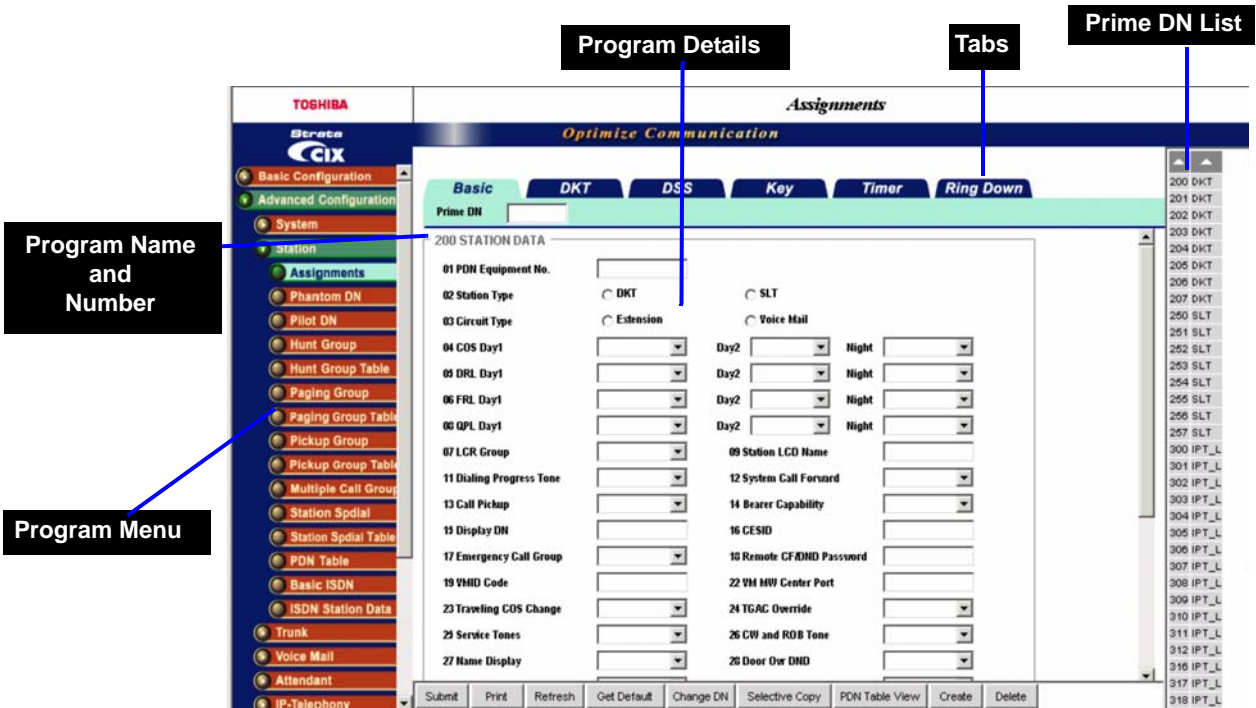 Prime DN List
Program Details
Tabs
TOSHIBA
Assignments
Strata
CIX
Optimize Communication
Basic Configuration
Advanced Configuration
System
Station
Assignments
Phantom DN
Pilot DN
Hunt Group
Hunt Group Table
Paging Group
Paging Group Table
Pickup Group
Pickup Group Table
Multiple Call Group
Station Spdial
Station Spdial Table
PDN Table
Basic ISDN
ISDN Station Data
Trunk
Voice Mail
Attendant
IP-Telephony
Program Name
and
Number
Program Menu
Basic DKT DSS Key Timer Ring Down
Prime DN
200 STATION DATA
01 PDN Equipment No.
02 Station Type DKT SLT
03 Circuit Type Extension Voice Mail
04 COS Day1 Day2 Night
05 DRL Day1 Day2 Night
06 FRL Day1 Day2 Night
08 QPL Day1 Day2 Night
07 LCR Group 09 Station LCD Name
11 Dialing Progress Tone 12 System Call Forward
13 Call Pickup 14 Bearer Capability
15 Display DN 16 CESID
17 Emergency Call Group 18 Remote CF/DND Password
19 VMID Code 22 VM MW Center Port
23 Traveling COS Change 24 TGAC Override
25 Service Tones 26 CW and ROB Tone
27 Name Display 28 Door Ovr DND
Submit Print Refresh Get Default Change DN Selective Copy PDN Table View Create Delete
200 DKT
201 DKT
202 DKT
203 DKT
204 DKT
205 DKT
206 DKT
207 DKT
250 SLT
251 SLT
252 SLT
253 SLT
254 SLT
255 SLT
256 SLT
257 SLT
300 IPT_L
301 IPT_L
302 IPT_L
303 IPT_L
304 IPT_L
305 IPT_L
306 IPT_L
307 IPT_L
308 IPT_L
309 IPT_L
310 IPT_L
311 IPT_L
312 IPT_L
316 IPT_L
317 IPT_L
318 IPT_L